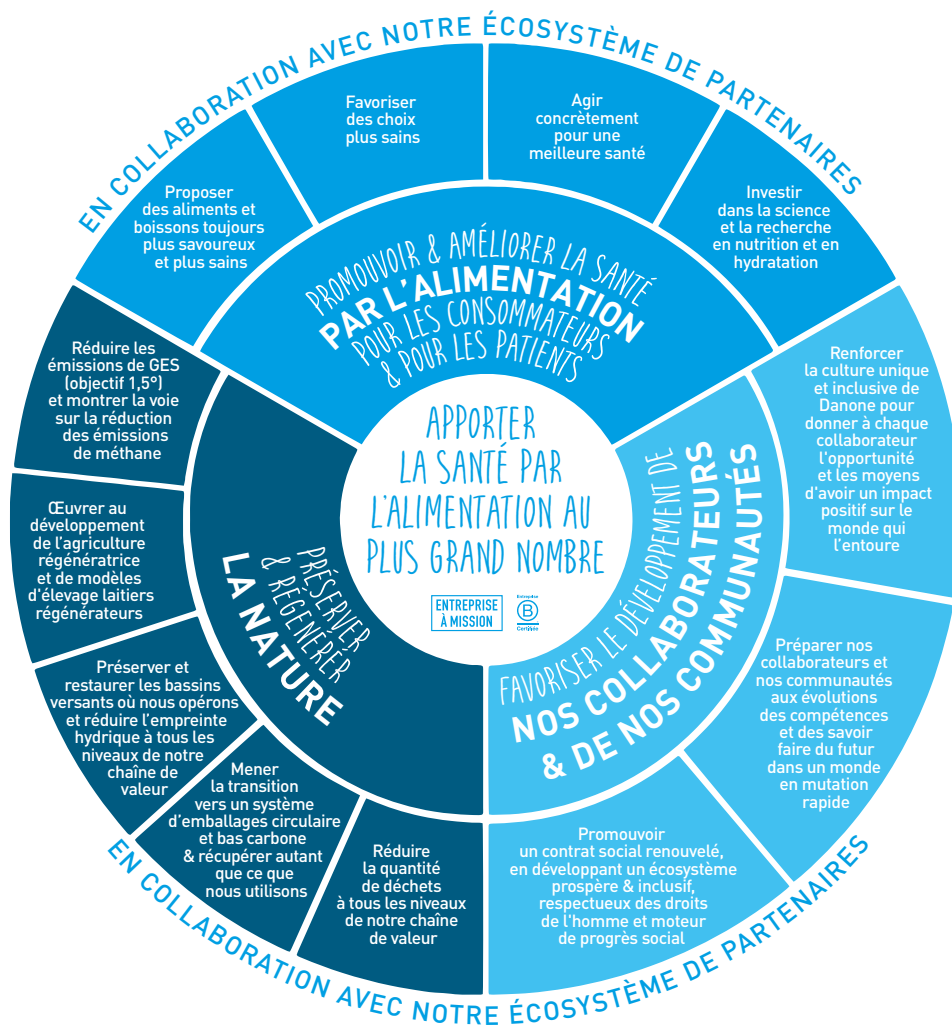 EN COLLABORATION AVEC NOTRE ÉCOSYSTÈME DE PARTENAIRES
Proposer
des aliments et
boissons toujours
plus savoureux
et plus sains
Favoriser
des choix
plus sains
Agir
concrètement
pour une
meilleure santé
Investir
dans la science
et la recherche
en nutrition et en
hydratation
PROMOUVOIR & AMÉLIORER LA SANTÉ
PAR L'ALIMENTATION
POUR LES CONSOMMATEURS
& POUR LES PATIENTS
Réduire les
émissions de GES
(objectif 1,5°)
et montrer la voie
sur la réduction
des émissions
de méthane
Œuvrer au
développement
de l'agriculture
régénératrice
et de modèles
d'élevage laitiers
régénérateurs
Préserver et
restaurer les bassins
versants où nous opérons
et réduire l'empreinte
hydrique à tous les
niveaux de notre
chaîne de
valeur
Mener
la transition
vers un système
d'emballages circulaire
et bas carbone
& récupérer autant
que ce que
nous utilisons
Réduire
la quantité
de déchets
à tous les niveaux
de notre chaîne
de valeur
PRÉSERVER
& RÉGÉNÉRER
LA NATURE
APPORTER
LA SANTÉ PAR
L'ALIMENTATION AU
PLUS GRAND NOMBRE
ENTREPRISE
À MISSION
Entreprise
B
Certifiée
FAVORISER LE DÉVELOPPEMENT DE
NOS COLLABORATEURS
& DE NOS COMMUNAUTÉS
Renforcer
la culture unique
et inclusive de
Danone pour
donner à chaque
collaborateur
l'opportunité
et les moyens
d'avoir un impact
positif sur le
monde qui
l'entoure
Préparer nos
collaborateurs et
nos communautés
aux évolutions
des compétences
et des savoir
faire du futur
dans un monde
en mutation
rapide
Promouvoir
un contrat social renouvelé,
en développant un écosystème
prospère & inclusif,
respectueux des droits
de l'homme et moteur
de progrès social
EN COLLABORATION AVEC NOTRE ÉCOSYSTÈME DE PARTENAIRES